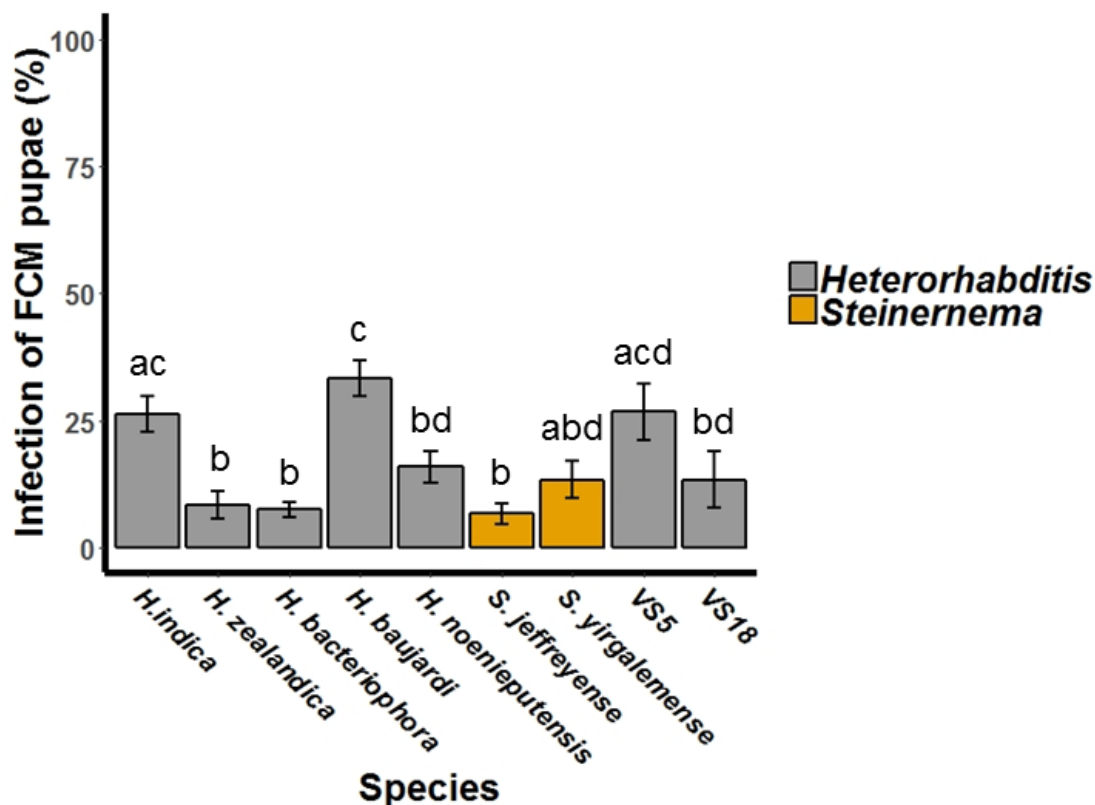 Infection of FCM pupae (%)
100
75
50
25
0
ac
b
b
c
bd
b
abd
acd
bd
H.indica
H. zealandica
H. bacteriophora
H. baujardi
H. noenieputensis
S. jeffreyense
S. yirgalemense
VS5
VS18
Species
Heterorhabditis
Steinernema